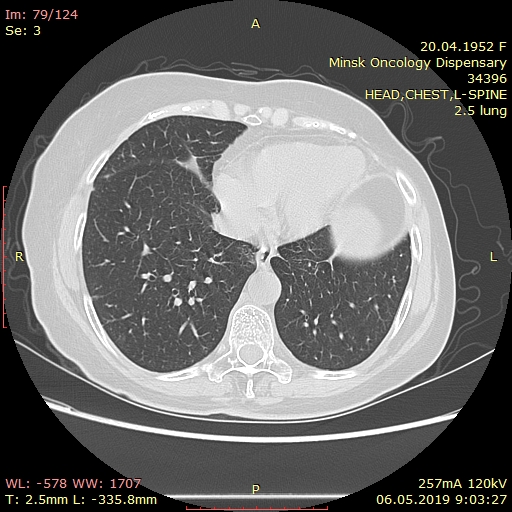 Im: 79/124
Se: 3
A
20.04.1952 F
Minsk Oncology Dispensary
34396
HEAD,CHEST,L-SPINE
2.5 lung
R
L
WL: -578 WW: 1707
T: 2.5mm L: -335.8mm
P
257mA 120kV
06.05.2019 9:03:27